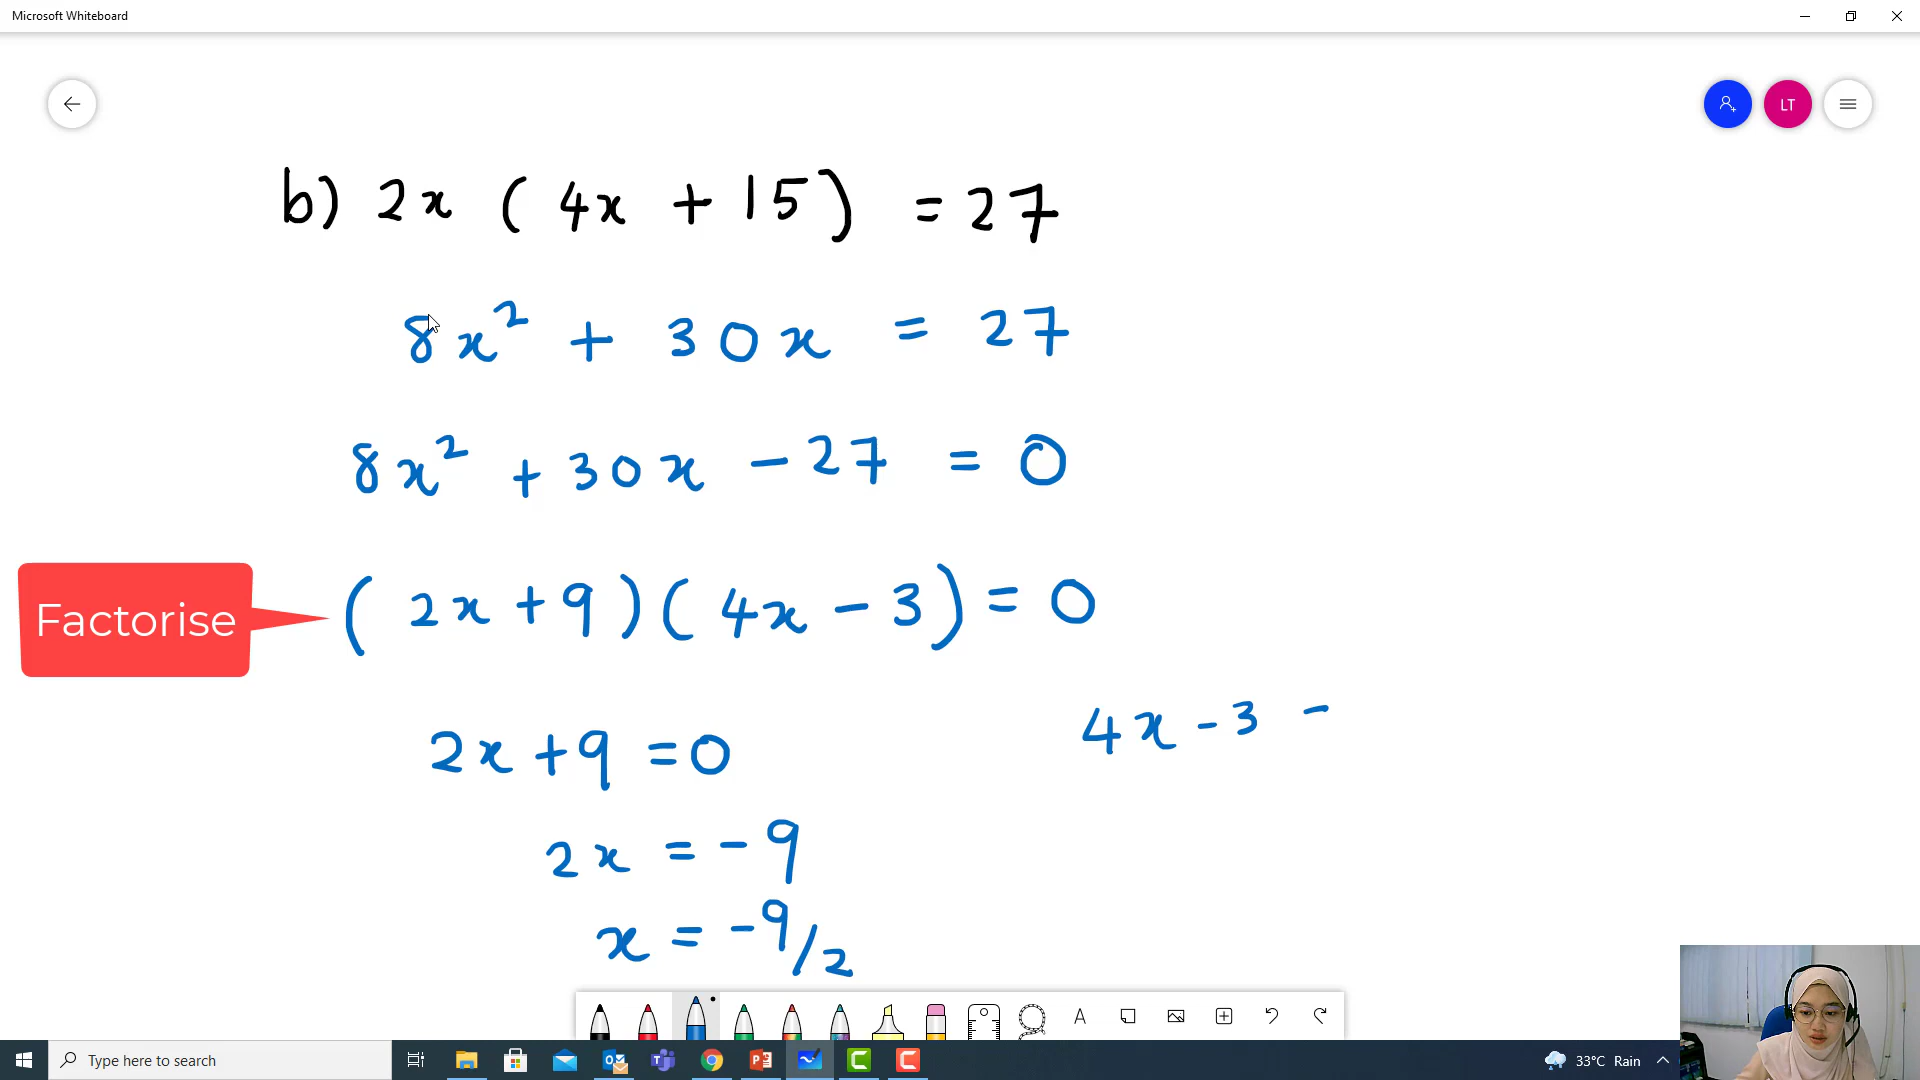 Microsoft Whiteboard
LT
b) 2x ( 4x + 15 ) = 27
8x² + 30x = 27
8x² + 30x - 27 = 0
Factorise
( 2x + 9 ) ( 4x - 3 ) = 0
4x - 3 -
2x + 9 = 0
2x = - 9
x = - 9/2
A
Type here to search
33°C Rain